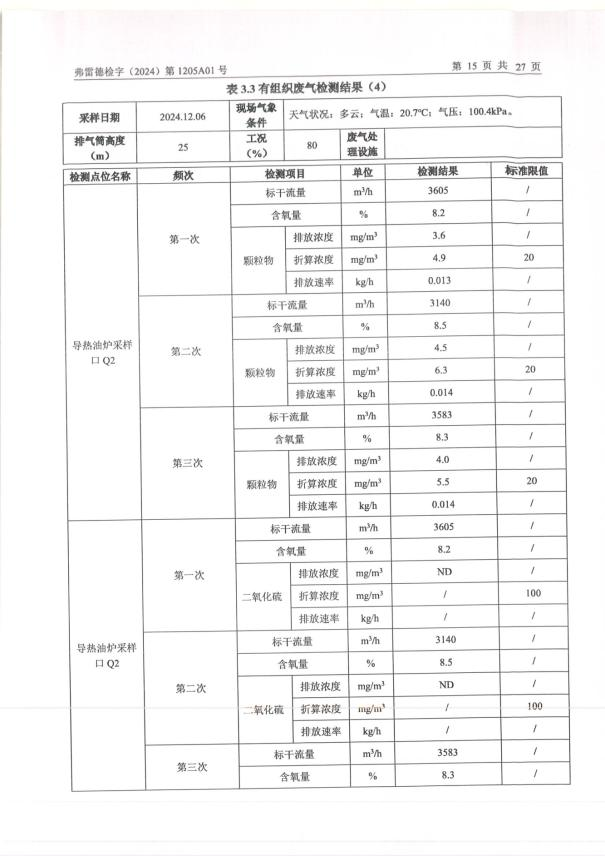 弗雷德检字（2024）第 1205A01 号
第 15 页 共 27 页
表 3.3 有组织废气检测结果（4）
采样日期 2024.12.06 现场气象条件 天气状况：多云；气温：20.7℃；气压：100.4kPa。
排气筒高度（m） 25 工况（%） 80 废气处理设施
检测点位名称 频次 检测项目 单位 检测结果 标准限值
导热油炉采样口 Q2 第一次 标干流量 m³/h 3605 /
含氧量 % 8.2 /
颗粒物 排放浓度 mg/m³ 3.6 /
折算浓度 mg/m³ 4.9 20
排放速率 kg/h 0.013 /
第二次 标干流量 m³/h 3140 /
含氧量 % 8.5 /
颗粒物 排放浓度 mg/m³ 4.5 /
折算浓度 mg/m³ 6.3 20
排放速率 kg/h 0.014 /
第三次 标干流量 m³/h 3583 /
含氧量 % 8.3 /
颗粒物 排放浓度 mg/m³ 4.0 /
折算浓度 mg/m³ 5.5 20
排放速率 kg/h 0.014 /
导热油炉采样口 Q2 第一次 标干流量 m³/h 3605 /
含氧量 % 8.2 /
二氧化硫 排放浓度 mg/m³ ND /
折算浓度 mg/m³ / 100
排放速率 kg/h / /
第二次 标干流量 m³/h 3140 /
含氧量 % 8.5 /
二氧化硫 排放浓度 mg/m³ ND /
折算浓度 mg/m³ / 100
排放速率 kg/h / /
第三次 标干流量 m³/h 3583 /
含氧量 % 8.3 /